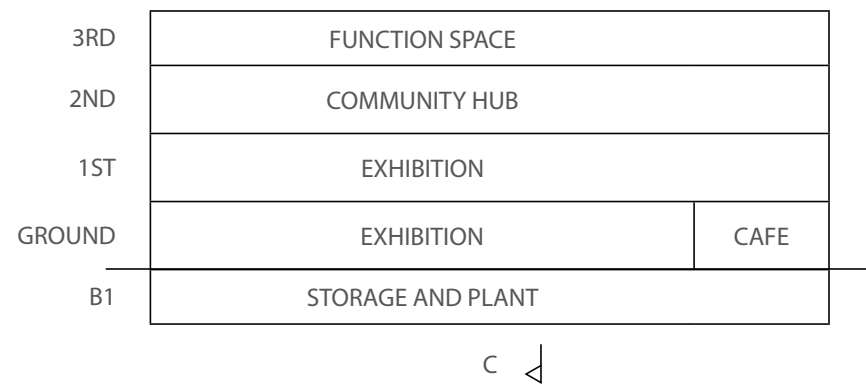 3RD FUNCTION SPACE
2ND COMMUNITY HUB
1ST EXHIBITION
GROUND EXHIBITION CAFE
B1 STORAGE AND PLANT
C